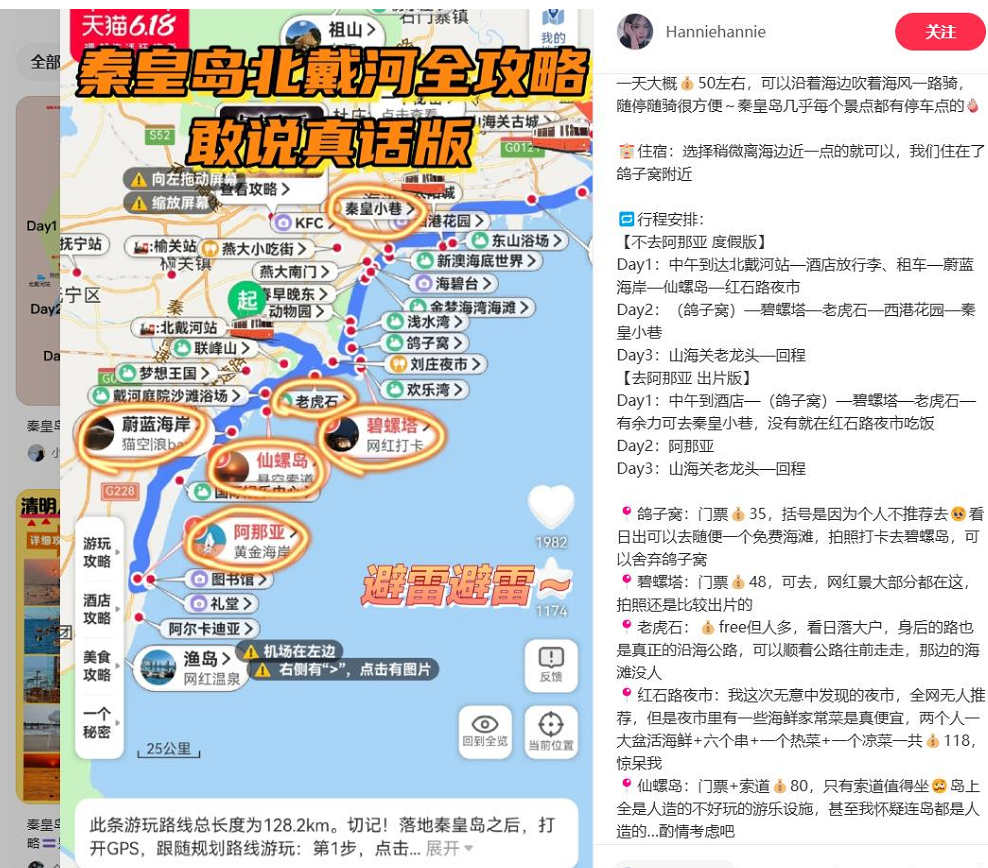 天猫6.18
祖山>
石门寨镇
我的
全部
秦皇岛北戴河全攻略
敢说真话版
S52
点击查看
山海关古城>
G0121
向左拖动屏幕
缩放屏幕
查看攻略>
秦皇小巷>
KFC>
西港花园>
Day1
抚宁站
榆关站
燕大小吃街>
东山浴场>
横关镇
燕大南门>
新澳海底世界>
抚宁区
秦
早晚东>
海碧台>
Day2
起
动物园>
金梦海湾海滩>
:北戴河站
浅水湾>
联峰山>
鸽子窝>
Da
梦想王国>
刘庄夜市>
戴河庭院沙滩浴场>
欢乐湾>
老虎石>
蔚蓝海岸
猫空|浪ba
碧螺塔>
网红打卡
秦皇岛
仙螺岛
悬空索道
G228
国际娱乐中心>
清明
阿那亚>
黄金海岸
1982
游玩
攻略
图书馆>
避雷避雷~
礼堂>
1174
酒店
攻略
阿尔卡迪亚>
机场在左边
渔岛>
网红温泉
右侧有“>”,点击有图片
美食
攻略
反馈
一个
秘密
回到全览
当前位置
25公里
此条游玩路线总长度为128.2km。切记！落地秦皇岛之后，打
开GPS，跟随规划路线游玩：第1步，点击... 展开
Hanniehannie
关注
一天大概💰50左右，可以沿着海边吹着海风一路骑，
随停随骑很方便～秦皇岛几乎每个景点都有停车点的
住宿：选择稍微离海边近一点的就可以，我们住在了
鸽子窝附近
行程安排：
【不去阿那亚 度假版】
Day1：中午到达北戴河站—酒店放行李、租车—蔚蓝
海岸—仙螺岛—红石路夜市
Day2：（鸽子窝）—碧螺塔—老虎石—西港花园—秦
皇小巷
Day3：山海关老龙头—回程
【去阿那亚 出片版】
Day1：中午到酒店—（鸽子窝）—碧螺塔—老虎石—
有余力可去秦皇小巷，没有就在红石路夜市吃饭
Day2：阿那亚
Day3：山海关老龙头—回程
📍鸽子窝：门票💰35，括号是因为个人不推荐去🥺看
日出可以去随便一个免费海滩，拍照打卡去碧螺岛，可
以舍弃鸽子窝
📍碧螺塔：门票💰48，可去，网红景大部分都在这，
拍照还是比较出片的
📍老虎石：💰free但人多，看日落大户，身后的路也
是真正的沿海公路，可以顺着公路往前走走，那边的海
滩没人
📍红石路夜市：我这次无意中发现的夜市，全网无人推
荐，但是夜市里有一些海鲜家常菜是真便宜，两个人一
大盆活海鲜+六个串+一个热菜+一个凉菜一共💰118，
惊呆我
📍仙螺岛：门票+索道💰80，只有索道值得坐🥴岛上
全是人造的不好玩的游乐设施，甚至我怀疑连岛都是人
造的...酌情考虑吧